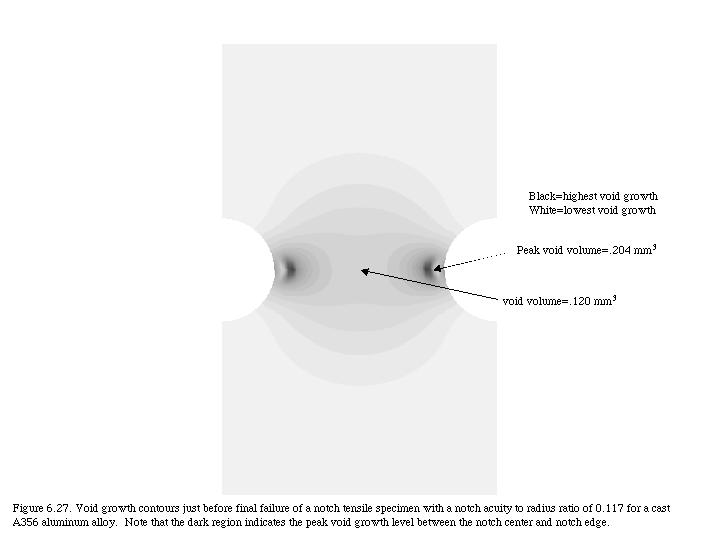 Black=highest void growth
White=lowest void growth
Peak void volume=.204 mm³
void volume=.120 mm³
Figure 6.27. Void growth contours just before final failure of a notch tensile specimen with a notch acuity to radius ratio of 0.117 for a cast
A356 aluminum alloy.  Note that the dark region indicates the peak void growth level between the notch center and notch edge.